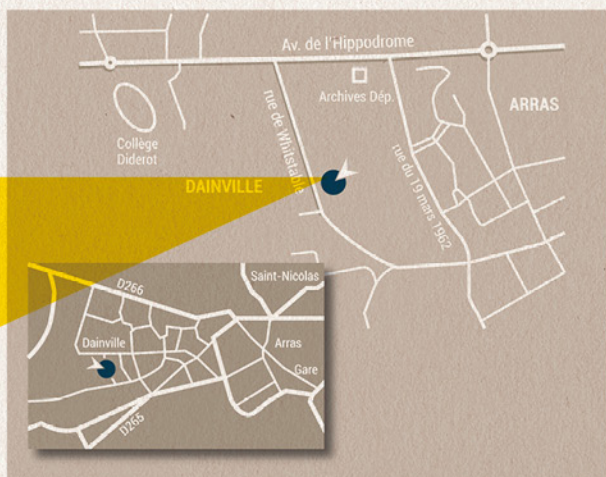 Av. de l'Hippodrome
Archives Dép.
ARRAS
Collège
Diderot
rue de Whitstable
rue du 19 mars 1962
DAINVILLE
Saint-Nicolas
D266
Dainville
Arras
Gare
D265